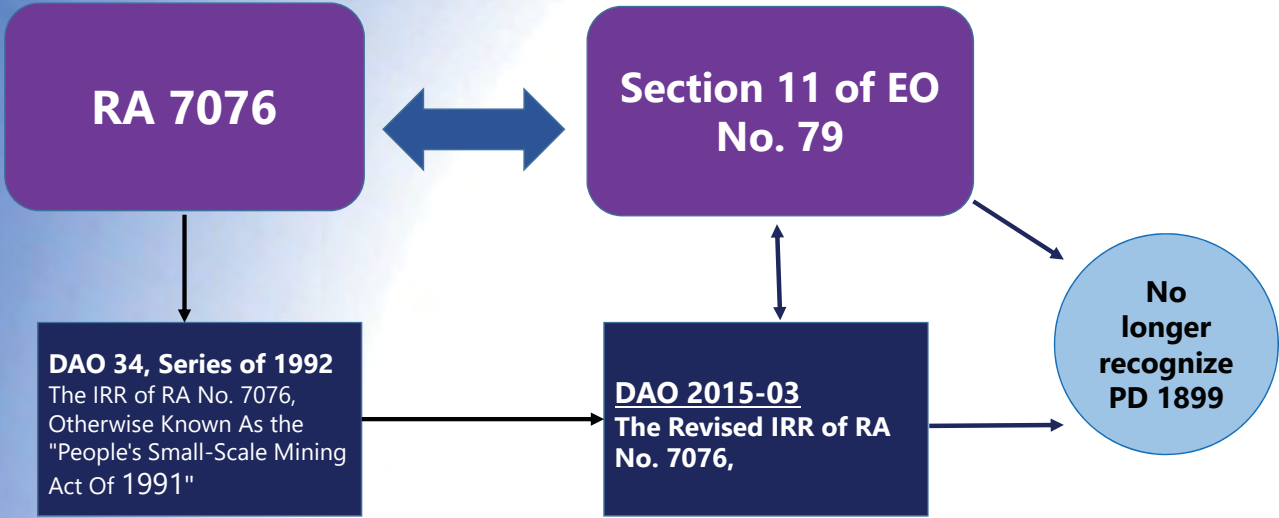 RA 7076
Section 11 of EO
No. 79
No
longer
recognize
PD 1899
DAO 34, Series of 1992
The IRR of RA No. 7076,
Otherwise Known As the
"People's Small-Scale Mining
Act Of 1991"
DAO 2015-03
The Revised IRR of RA
No. 7076,